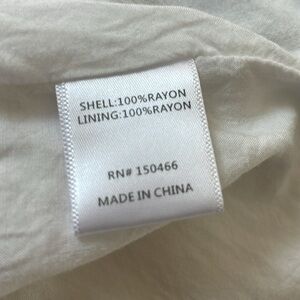 SHELL:100%RAYON
LINING:100%RAYON
RN# 150466
MADE IN CHINA